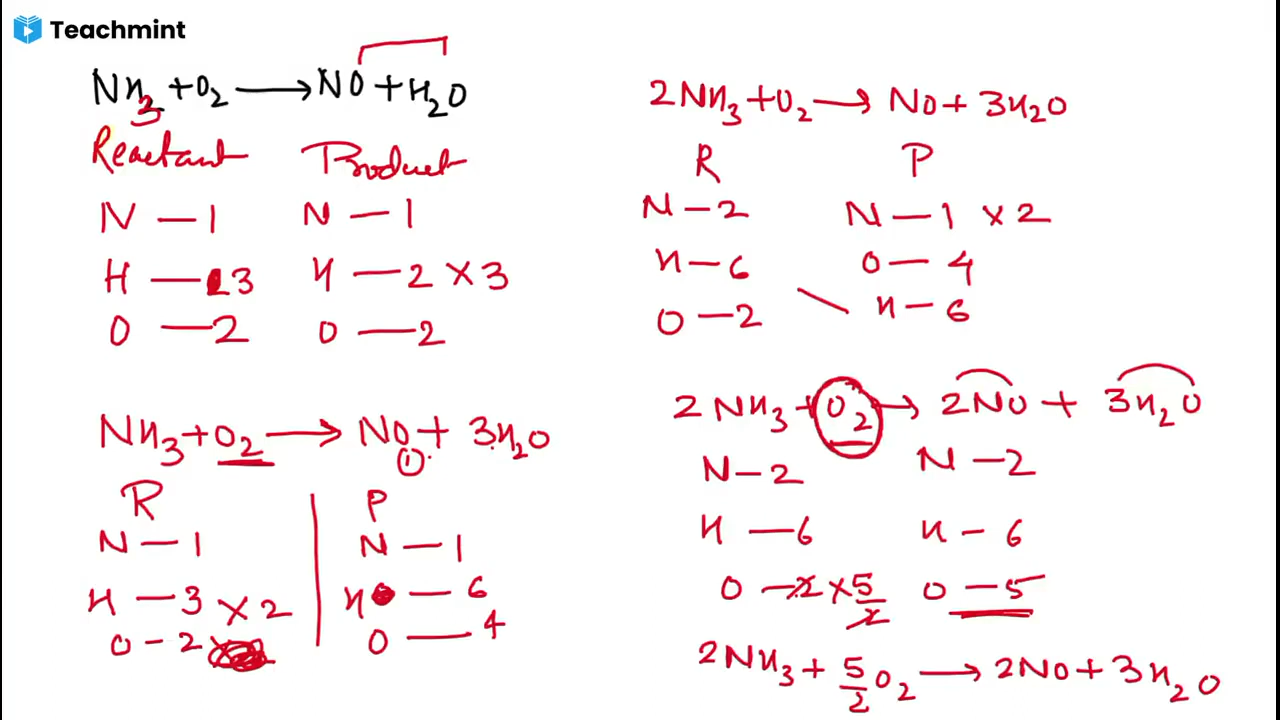 Teachmint
NH₃ + O₂ → NO + H₂O
Reactant Product
N — 1 N — 1
H — 3 H — 2 × 3
O — 2 O — 2
NH₃ + O₂ → NO + 3H₂O
1
R P
N — 1 N — 1
H — 3 × 2 H — 6
O - 2 O — 4
2NH₃ + O₂ → NO + 3H₂O
R P
N - 2 N — 1 × 2
H - 6 O — 4
O - 2 H - 6
2NH₃ + O₂ → 2NO + 3H₂O
N - 2 N - 2
H — 6 H - 6
O — 2 × 5/2 O — 5
2NH₃ + 5/2 O₂ → 2NO + 3H₂O